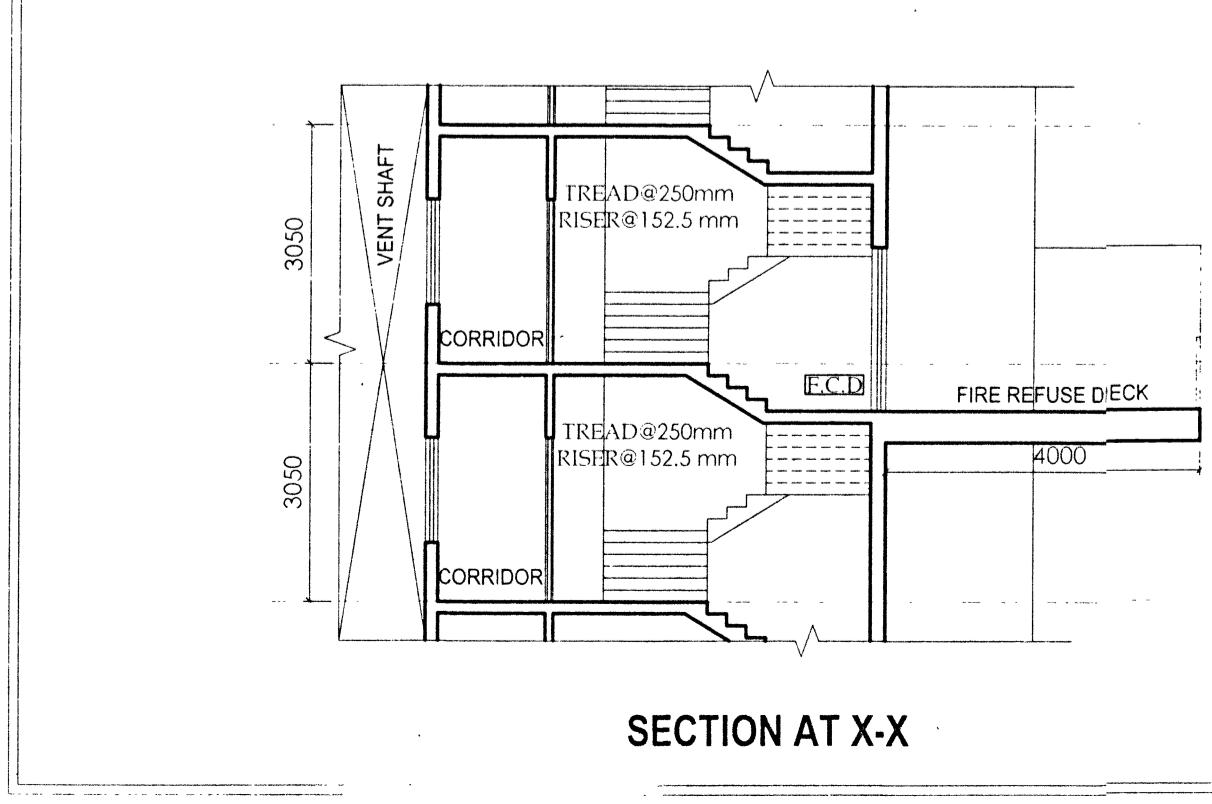 VENT SHAFT
3050
TREAD@250mm
RISER@152.5 mm
CORRIDOR
F.C.D
FIRE REFUSE DECK
4000
TREAD@250mm
RISER@152.5 mm
3050
CORRIDOR
SECTION AT X-X